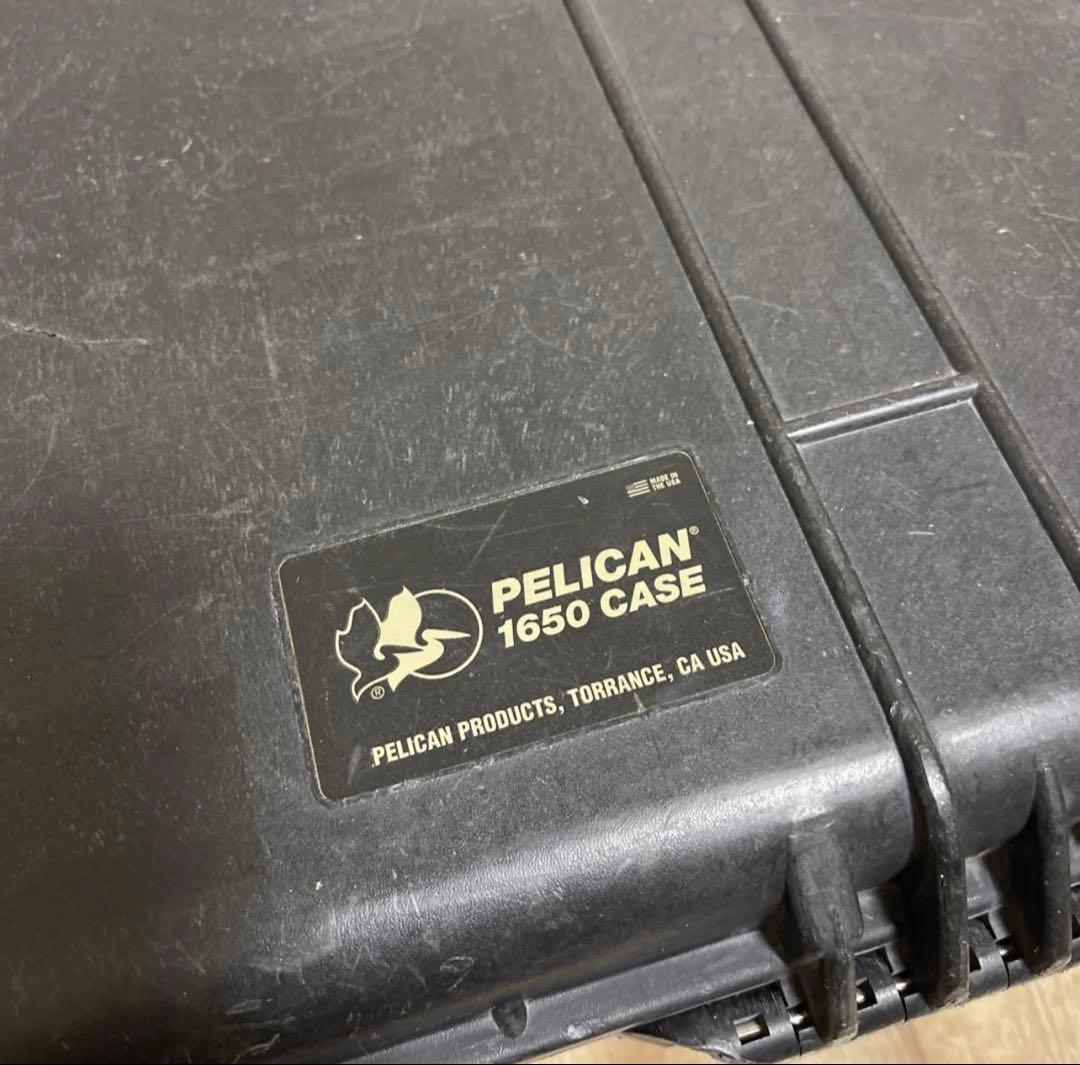 MADE IN
THE USA
PELICAN®
1650 CASE
®
PELICAN PRODUCTS, TORRANCE, CA USA